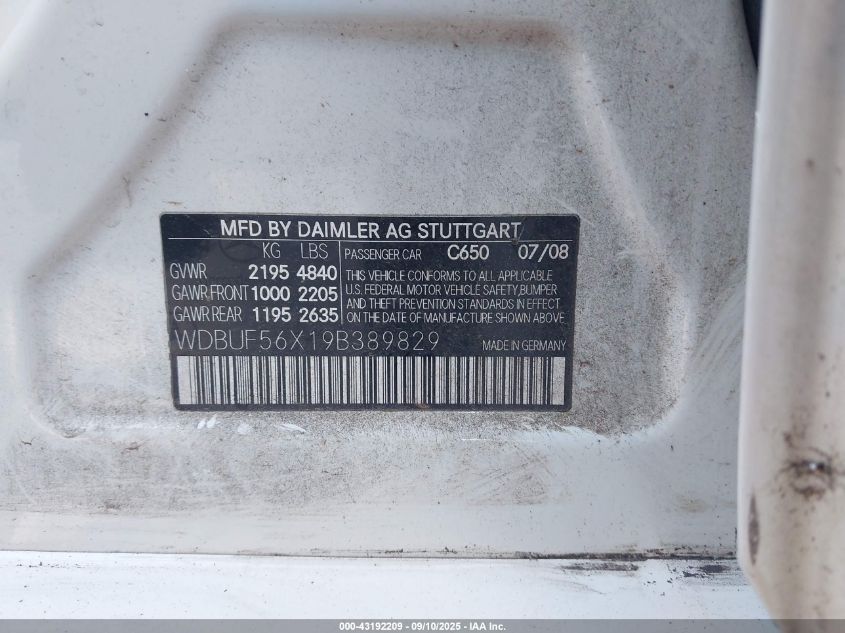 MFD BY DAIMLER AG STUTTGART
KG LBS PASSENGER CAR C650 07/08
GVWR 2195 4840 THIS VEHICLE CONFORMS TO ALL APPLICABLE
GAWR FRONT 1000 2205 U.S. FEDERAL MOTOR VEHICLE SAFETY, BUMPER
AND THEFT PREVENTION STANDARDS IN EFFECT
GAWR REAR 1195 2635 ON THE DATE OF MANUFACTURE SHOWN ABOVE.
WDBUF56X19B389829 MADE IN GERMANY
000-43192209 - 09/10/2025 - IAA Inc.